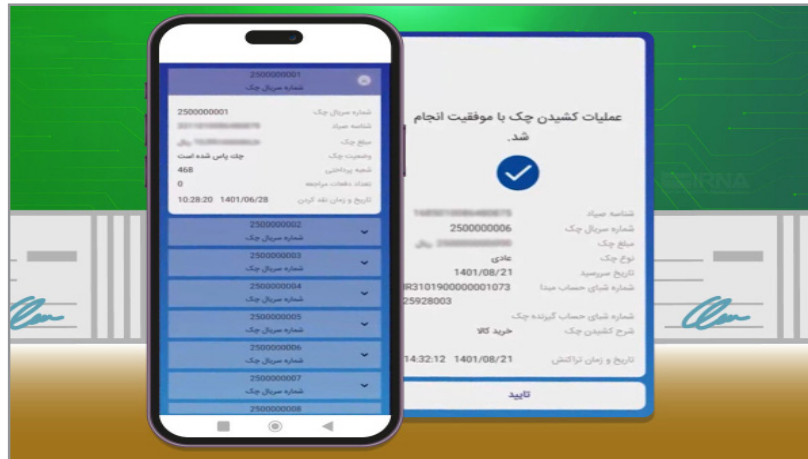 2500000001
شماره سریال چک
شماره سریال چک 2500000001
شناسه صیاد
مبلغ چک ریال
وضعیت چک چک پاس شده است
شعبه پرداختی 468
تعداد دفعات مراجعه 0
تاریخ و زمان نقد کردن 1401/06/28 10:28:20
2500000002
شماره سریال چک
2500000003
شماره سریال چک
2500000004
شماره سریال چک
2500000005
شماره سریال چک
2500000006
شماره سریال چک
2500000007
شماره سریال چک
2500000008
عملیات کشیدن چک با موفقیت انجام
شد.
شناسه صیاد
شماره سریال چک 2500000006
مبلغ چک ریال
نوع چک عادی
تاریخ سررسید 1401/08/21
شماره شبای حساب مبدا IR3101900000001073
25928003
شماره شبای حساب گیرنده چک
شرح کشیدن چک خرید کالا
تاریخ و زمان تراکنش 1401/08/21 14:32:12
تایید
IRNA